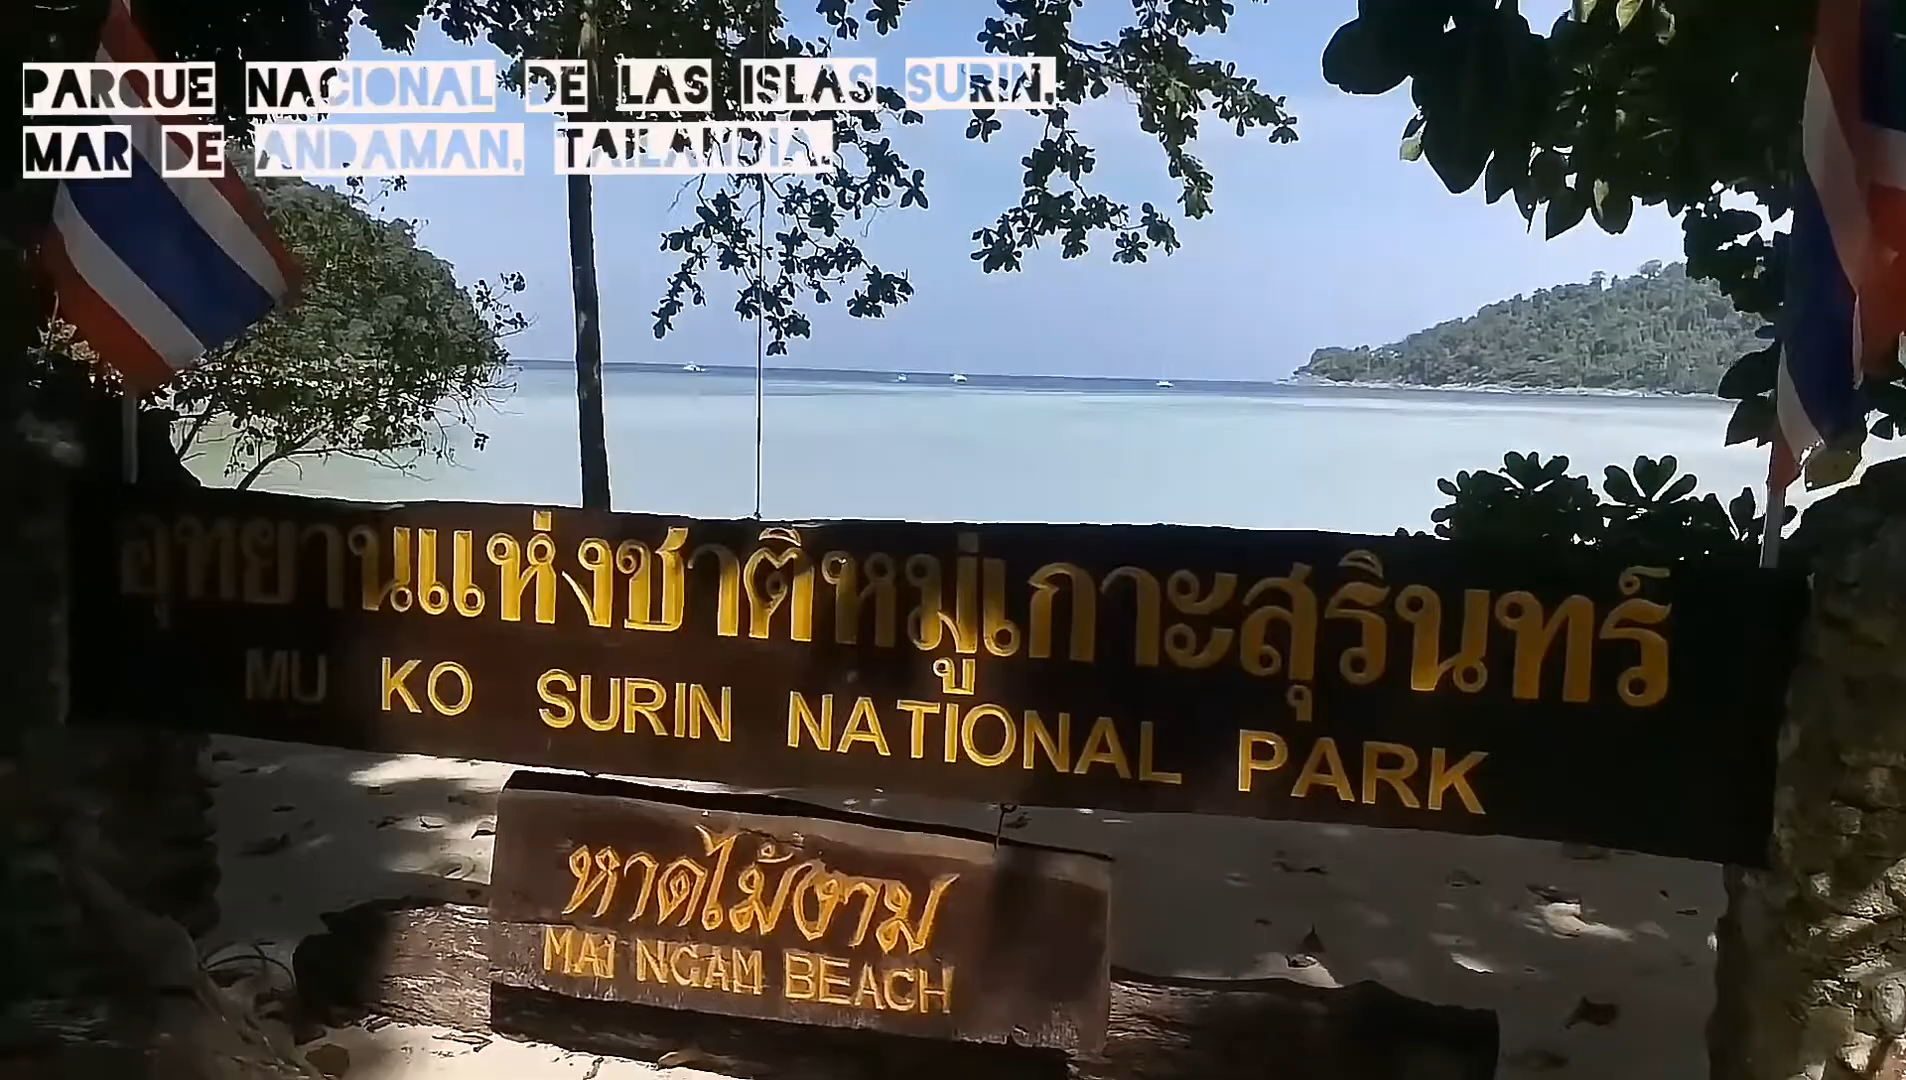 PARQUE NACIONAL DE LAS ISLAS SURIN,
MAR DE ANDAMAN, TAILANDIA.
อุทยานแห่งชาติหมู่เกาะสุรินทร์
MU KO SURIN NATIONAL PARK
หาดไม้งาม
MAI NGAM BEACH